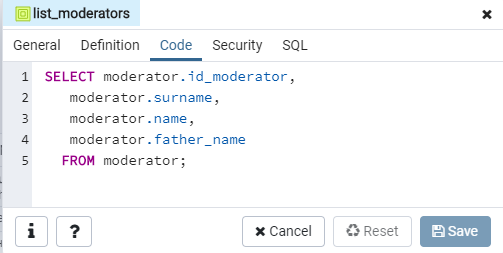 list_moderators
General Definition Code Security SQL
1 SELECT moderator.id_moderator,
2 moderator.surname,
3 moderator.name,
4 moderator.father_name
5 FROM moderator;
i ? Cancel Reset Save